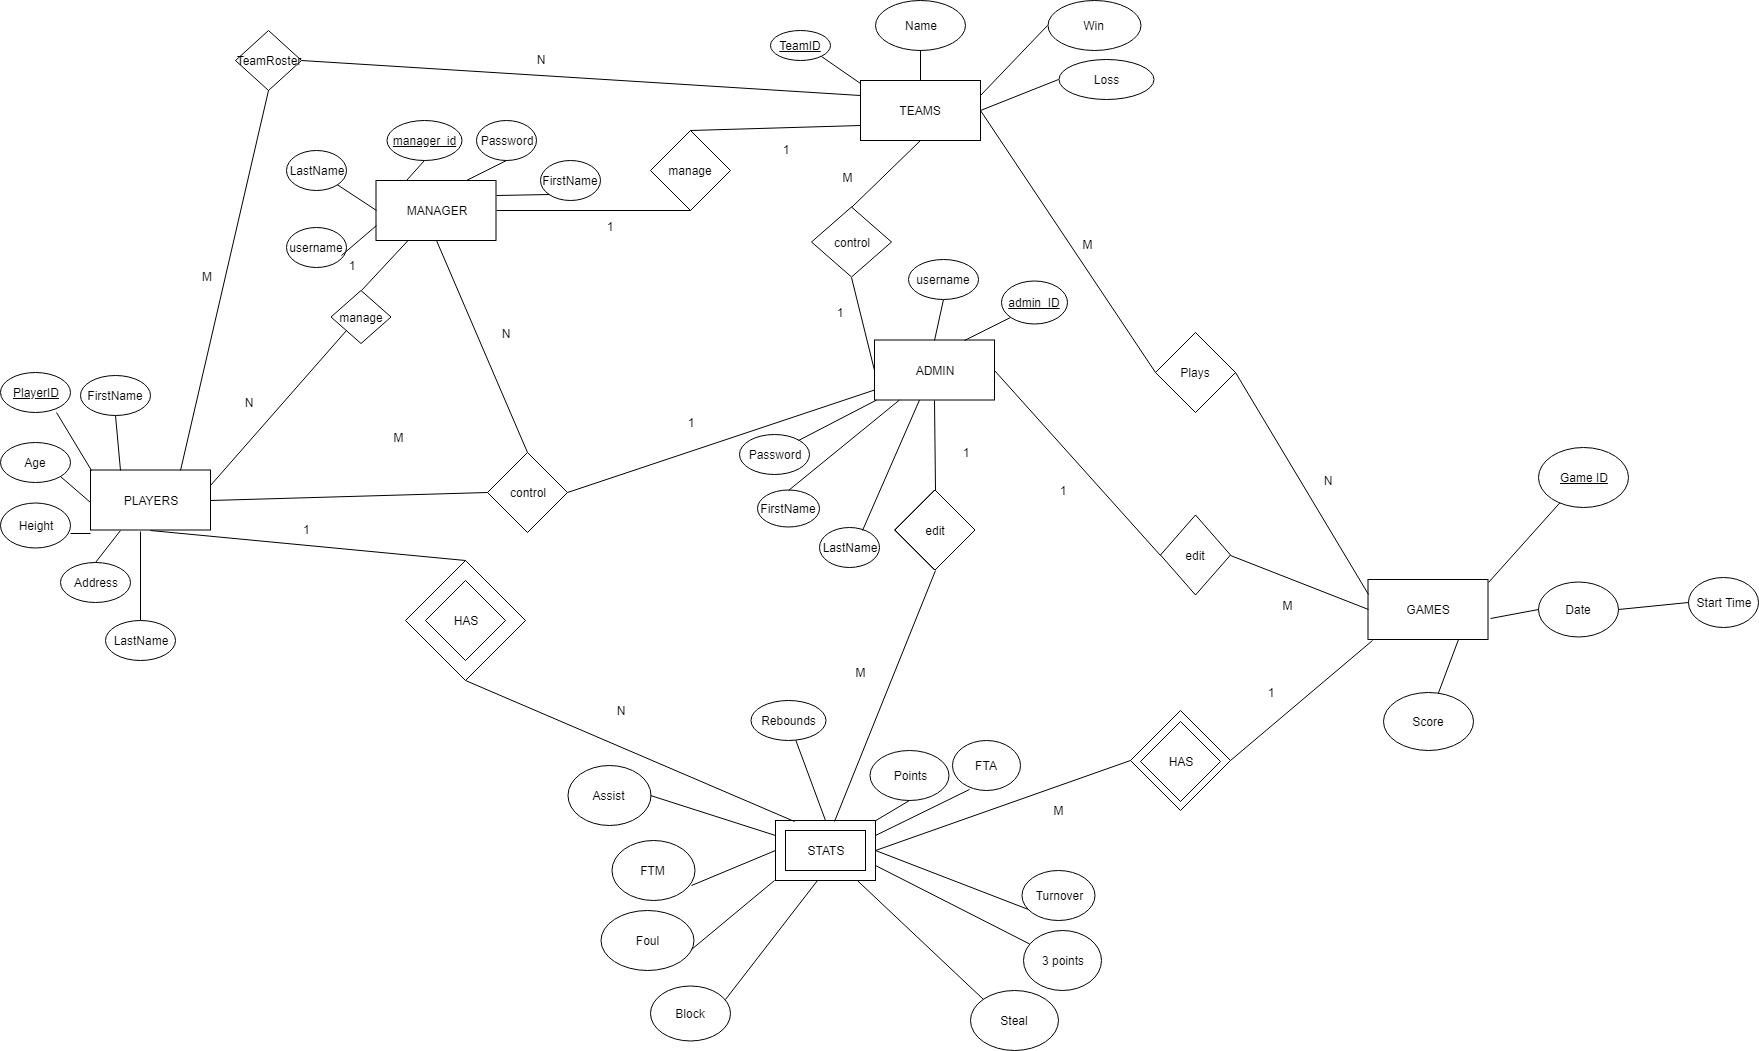 Name
Win
TeamID
TeamRoster
N
Loss
TEAMS
manager_id
Password
1
LastName
manage
FirstName
M
MANAGER
1
control
M
username
1
M
username
admin_ID
1
manage
N
ADMIN
Plays
PlayerID
FirstName
N
1
M
1
Password
Age
N
Game ID
control
1
PLAYERS
FirstName
Height
1
edit
LastName
edit
Address
M
GAMES
Date
Start Time
HAS
LastName
M
1
N
Rebounds
Score
HAS
Points
FTA
Assist
M
STATS
FTM
Turnover
Foul
3 points
Block
Steal